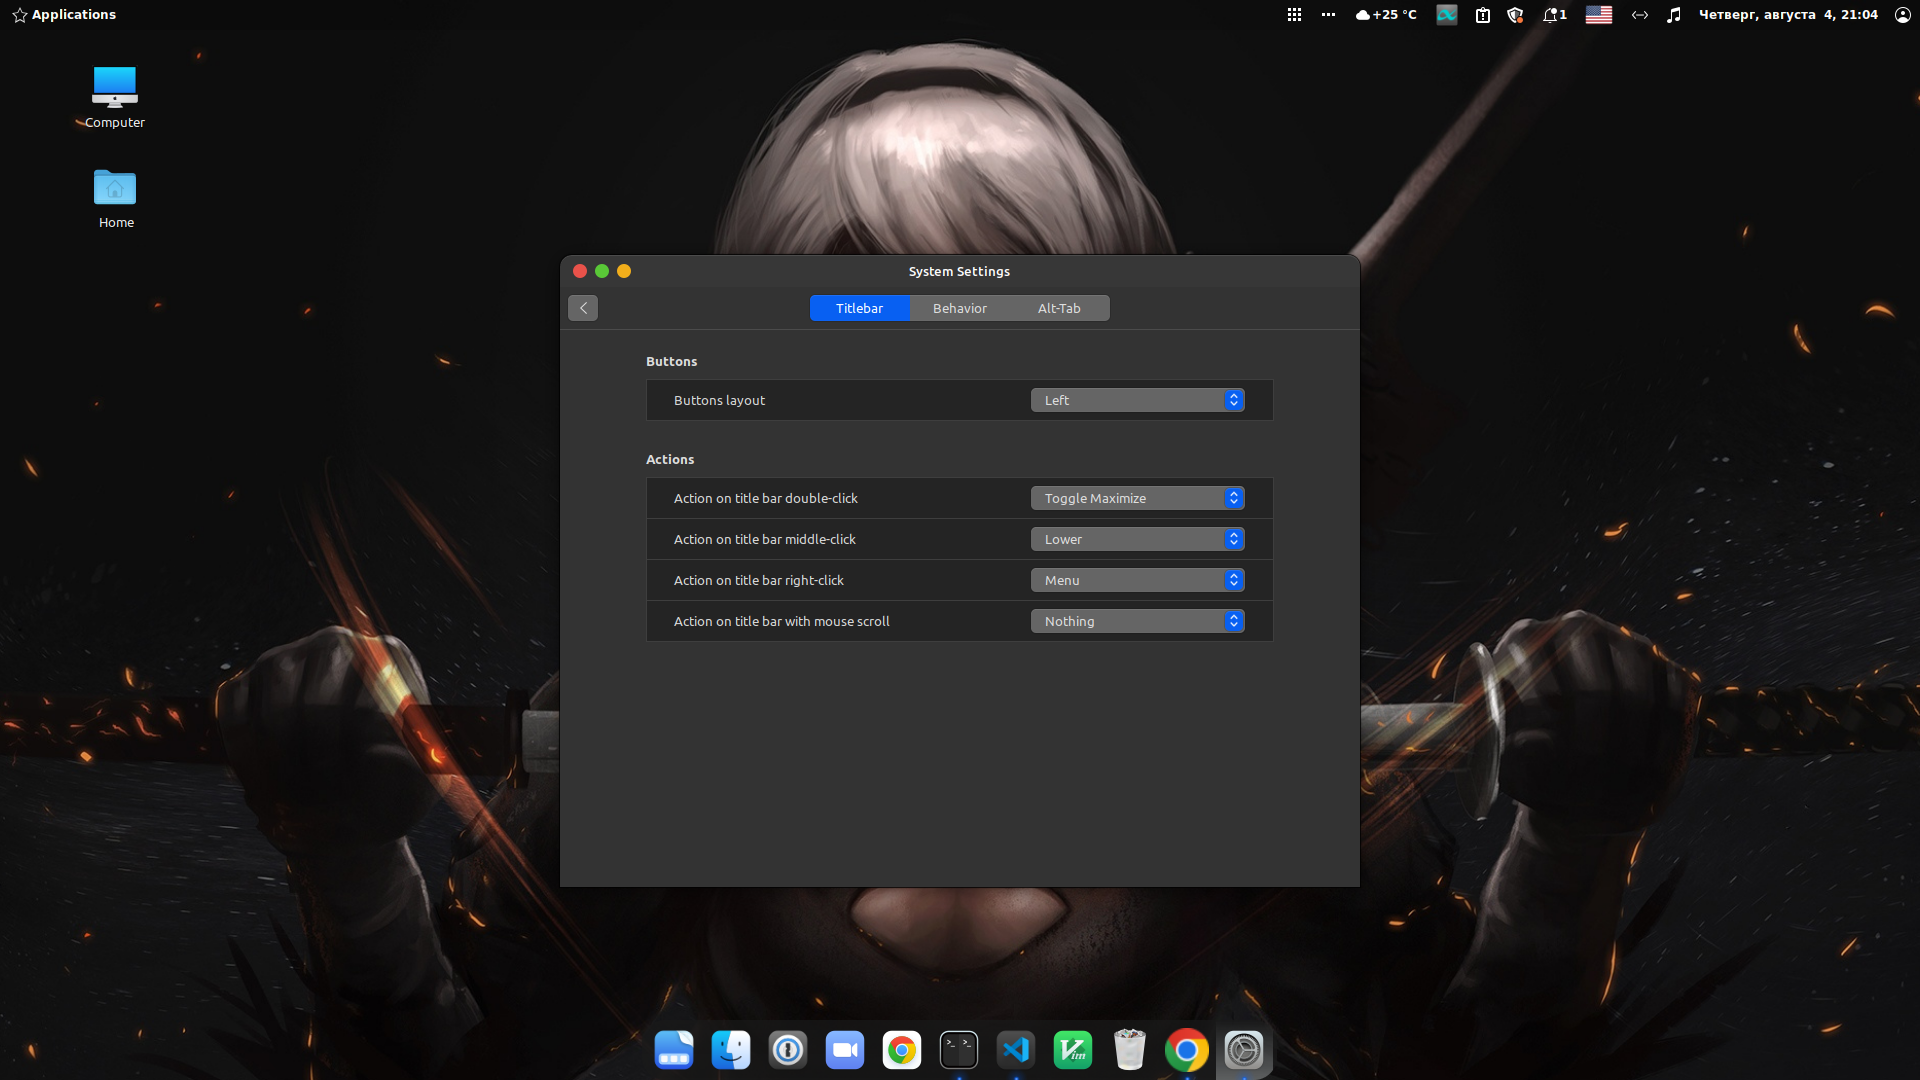 Applications
+25 °C
1
Четверг, августа 4, 21:04
Computer
Home
System Settings
Titlebar Behavior Alt-Tab
Buttons
Buttons layout Left
Actions
Action on title bar double-click Toggle Maximize
Action on title bar middle-click Lower
Action on title bar right-click Menu
Action on title bar with mouse scroll Nothing
>_ >_
Vim